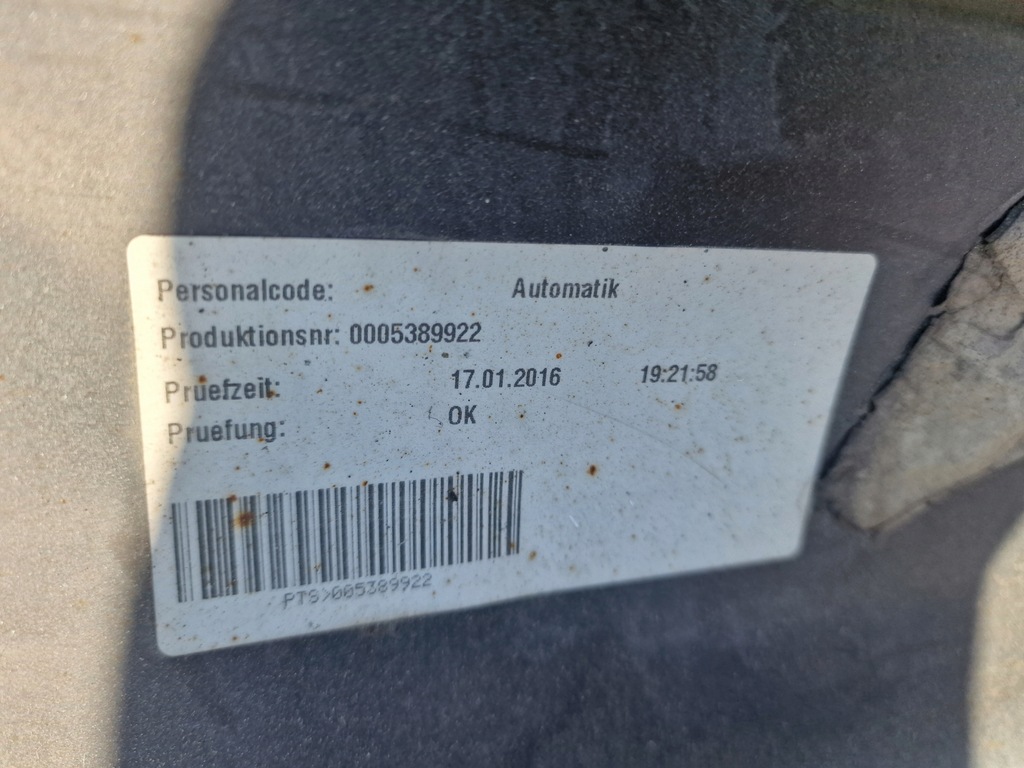 Personalcode: Automatik
Produktionsnr: 0005389922
Pruefzeit: 17.01.2016 19:21:58
Pruefung: OK
PTS>005389922